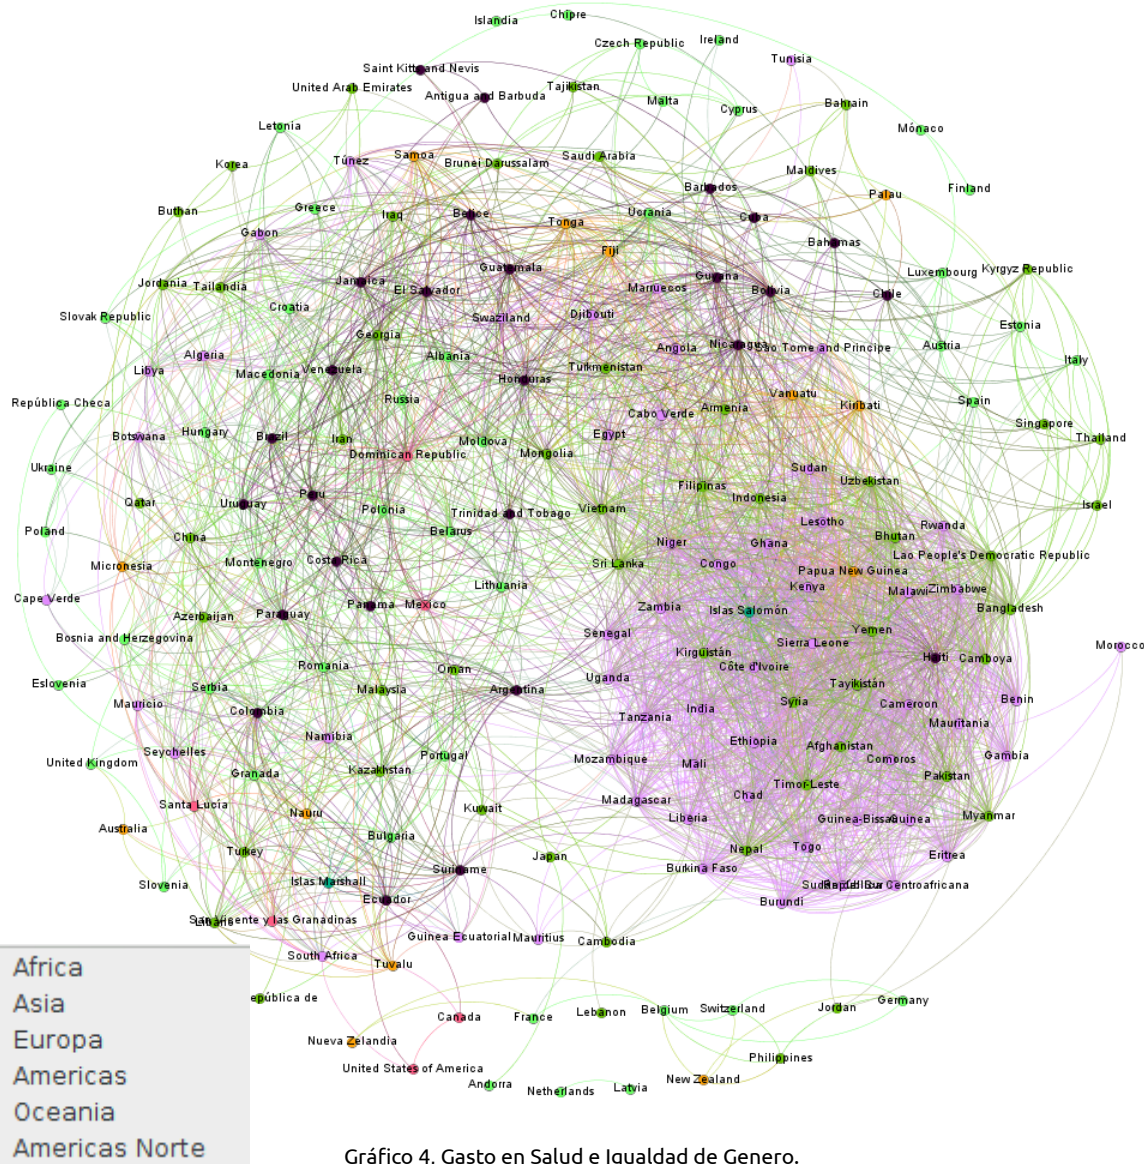 Islandia
Chipre
Czech Republic
Ireland
Tunisia
Saint Kitts and Nevis
United Arab Emirates
Antigua and Barbuda
Tajikistan
Malta
Cyprus
Bahrain
Letonia
Mónaco
Korea
Túnez
Samoa
Brunei Darussalam
Saudi Arabia
Maldives
Finland
Buthan
Greece
Iraq
Belice
Tonga
Ucrania
Barbados
Cuba
Palau
Gabon
Fiji
Bahamas
Jordania
Tailandia
Jamaica
El Salvador
Guatemala
Marruecos
Guyana
Bolivia
Chile
Luxembourg
Kyrgyz Republic
Slovak Republic
Croatia
Georgia
Swaziland
Djibouti
Estonia
Libya
Algeria
Macedonia
Venezuela
Albania
Honduras
Turkmenistan
Angola
Nicaragua
Sao Tome and Principe
Austria
Italy
República Checa
Russia
Cabo Verde
Armenia
Vanuatu
Kiribati
Spain
Botswana
Hungary
Brazil
Iran
Dominican Republic
Moldova
Mongolia
Egypt
Singapore
Thailand
Ukraine
Sudan
Uzbekistan
Qatar
Uruguay
Peru
Polonia
Trinidad and Tobago
Vietnam
Filipinas
Indonesia
Israel
Poland
China
Belarus
Niger
Ghana
Lesotho
Rwanda
Bhutan
Micronesia
Montenegro
Costa Rica
Sri Lanka
Congo
Papua New Guinea
Lao People's Democratic Republic
Cape Verde
Lithuania
Kenya
Malawi
Zimbabwe
Azerbaijan
Paraguay
Panama
Mexico
Zambia
Islas Salomón
Bangladesh
Bosnia and Herzegovina
Senegal
Sierra Leone
Yemen
Morocco
Eslovenia
Romania
Oman
Kirguistán
Côte d'Ivoire
Haiti
Camboya
Serbia
Malaysia
Argentina
Uganda
Tayikistán
Mauricio
Colombia
Tanzania
India
Syria
Cameroon
Benin
Seychelles
Namibia
Ethiopia
Mauritania
United Kingdom
Granada
Kazakhstan
Portugal
Mozambique
Mali
Afghanistan
Comoros
Gambia
Santa Lucía
Nauru
Kuwait
Madagascar
Chad
Timor-Leste
Pakistan
Australia
Bulgaria
Liberia
Guinea-Bissau
Guinea
Myanmar
Turkey
Japan
Nepal
Togo
Eritrea
Slovenia
Islas Marshall
Suriname
Burkina Faso
República Centroafricana
Ecuador
Burundi
San Vicente y las Granadinas
Guinea Ecuatorial
Mauritius
Cambodia
South Africa
Tuvalu
epública de
Canada
France
Lebanon
Belgium
Switzerland
Jordan
Germany
Nueva Zelandia
United States of America
Philippines
Andorra
Netherlands
Latvia
New Zealand
Africa
Asia
Europa
Americas
Oceania
Americas Norte
Gráfico 4. Gasto en Salud e Igualdad de Genero.